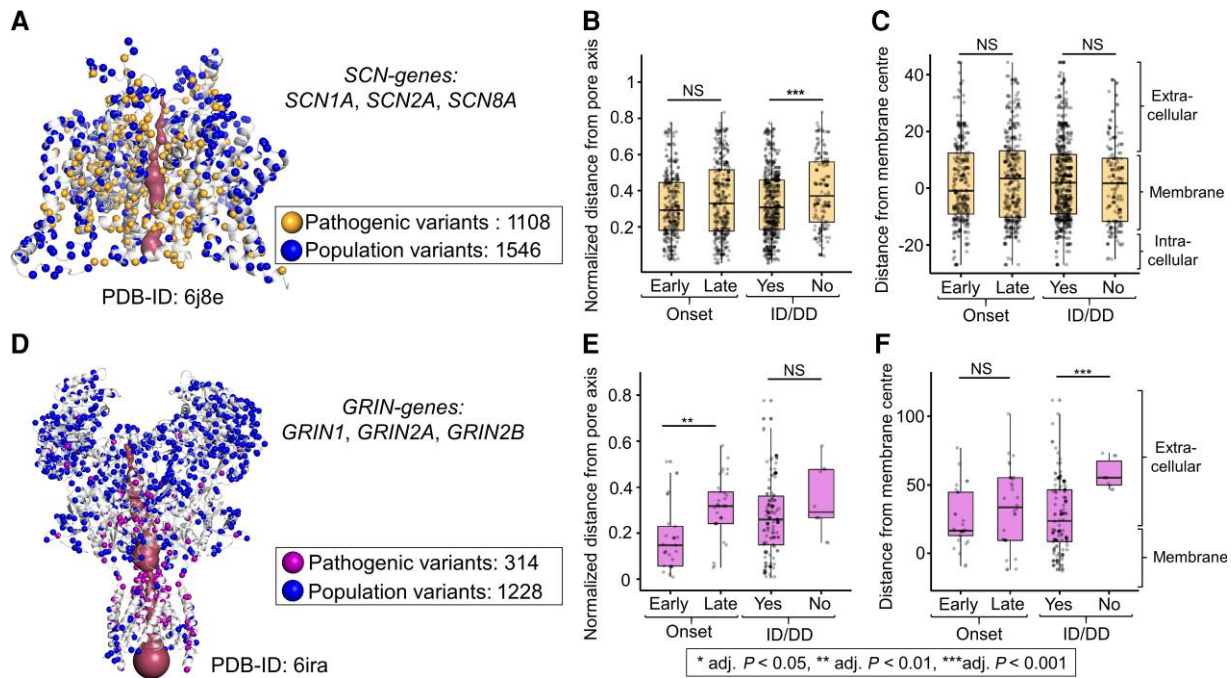 A
SCN-genes:
SCN1A, SCN2A, SCN8A
Pathogenic variants : 1108
Population variants: 1546
PDB-ID: 6j8e
B
Normalized distance from pore axis
1
0.8
0.6
0.4
0.2
NS
***
Early Late Yes No
Onset ID/DD
C
Distance from membrane centre
40
20
0
-20
NS NS
Extra-
cellular
Membrane
Intra-
cellular
Early Late Yes No
Onset ID/DD
D
GRIN-genes:
GRIN1, GRIN2A, GRIN2B
Pathogenic variants: 314
Population variants: 1228
PDB-ID: 6ira
E
Normalized distance from pore axis
0.8
0.6
0.4
0.2
0
**
NS
Early Late Yes No
Onset ID/DD
F
Distance from membrane centre
100
50
0
NS
***
Extra-
cellular
Membrane
Early Late Yes No
Onset ID/DD
* adj. P < 0.05, ** adj. P < 0.01, ***adj. P < 0.001